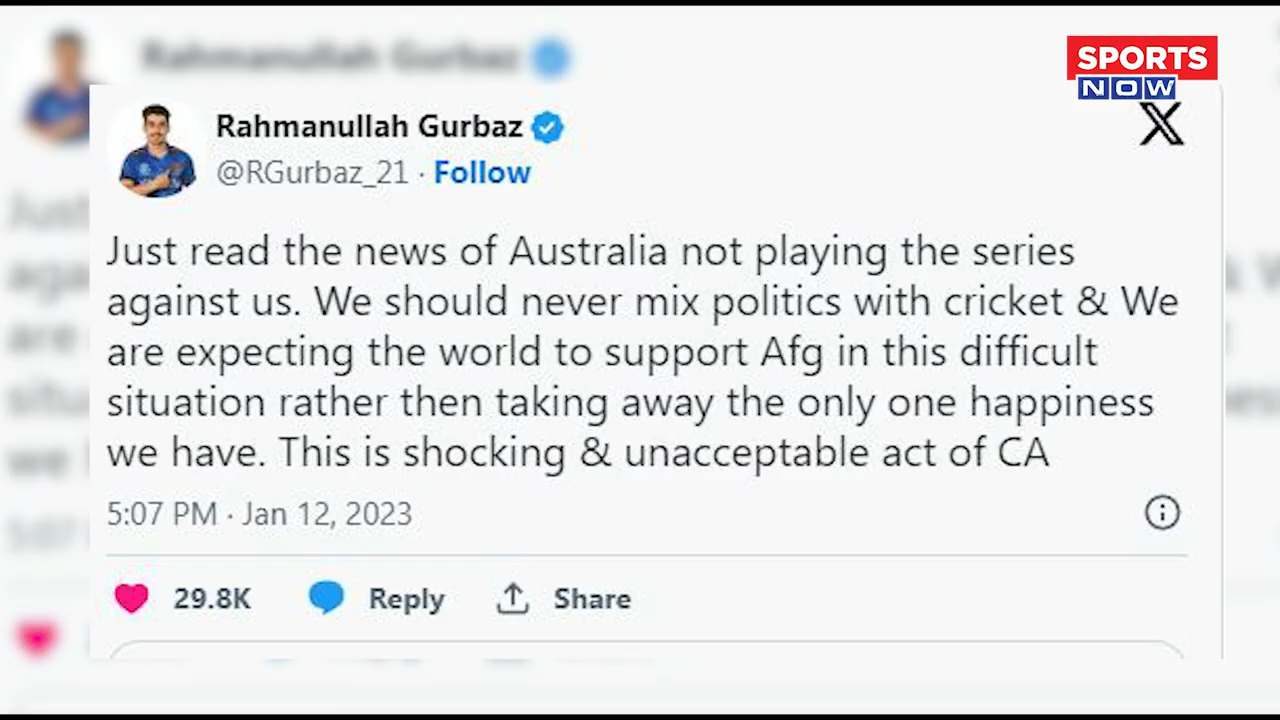 Rahmanullah Gurbaz
SPORTS
NOW
Rahmanullah Gurbaz
@RGurbaz_21 · Follow
Just read the news of Australia not playing the series
against us. We should never mix politics with cricket & We
are expecting the world to support Afg in this difficult
situation rather then taking away the only one happiness
we have. This is shocking & unacceptable act of CA
5:07 PM · Jan 12, 2023
29.8K Reply Share